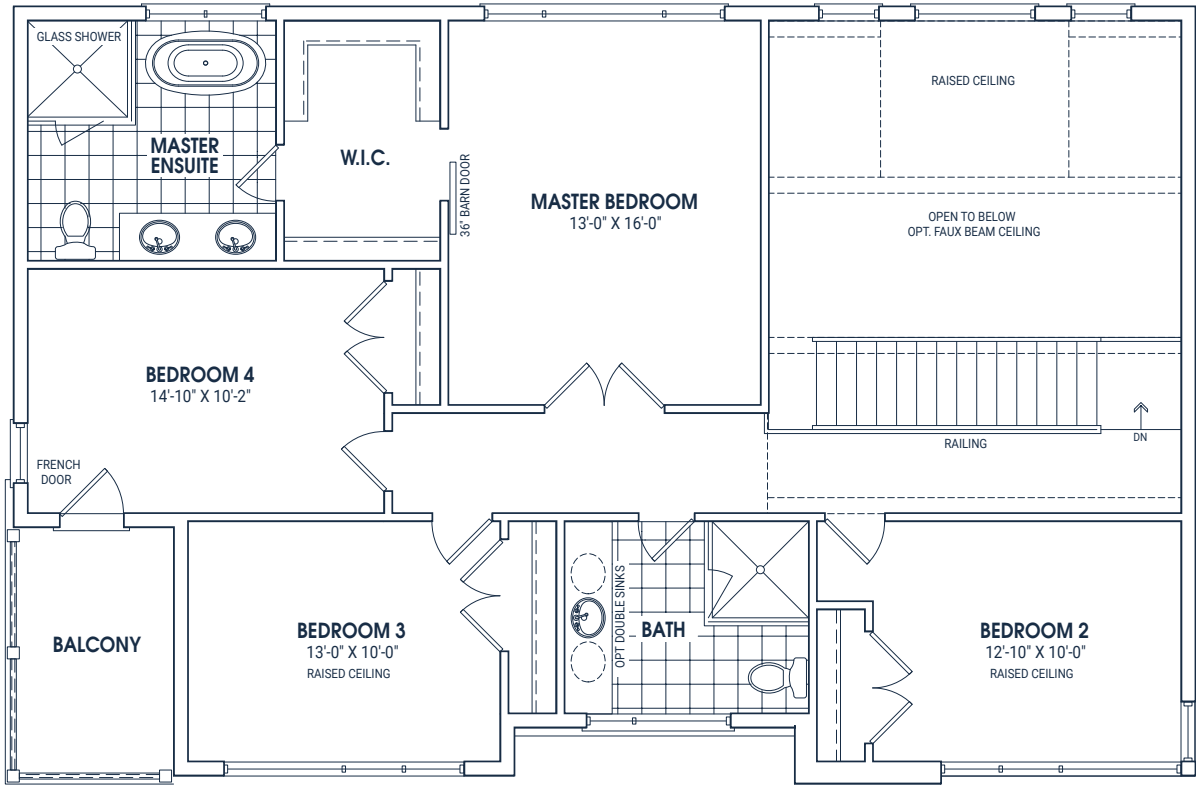 GLASS SHOWER
MASTER
ENSUITE
W.I.C.
36" BARN DOOR
MASTER BEDROOM
13'-0" X 16'-0"
RAISED CEILING
OPEN TO BELOW
OPT. FAUX BEAM CEILING
BEDROOM 4
14'-10" X 10'-2"
FRENCH
DOOR
RAILING
DN
BALCONY
BEDROOM 3
13'-0" X 10'-0"
RAISED CEILING
OPT DOUBLE SINKS
BATH
BEDROOM 2
12'-10" X 10'-0"
RAISED CEILING